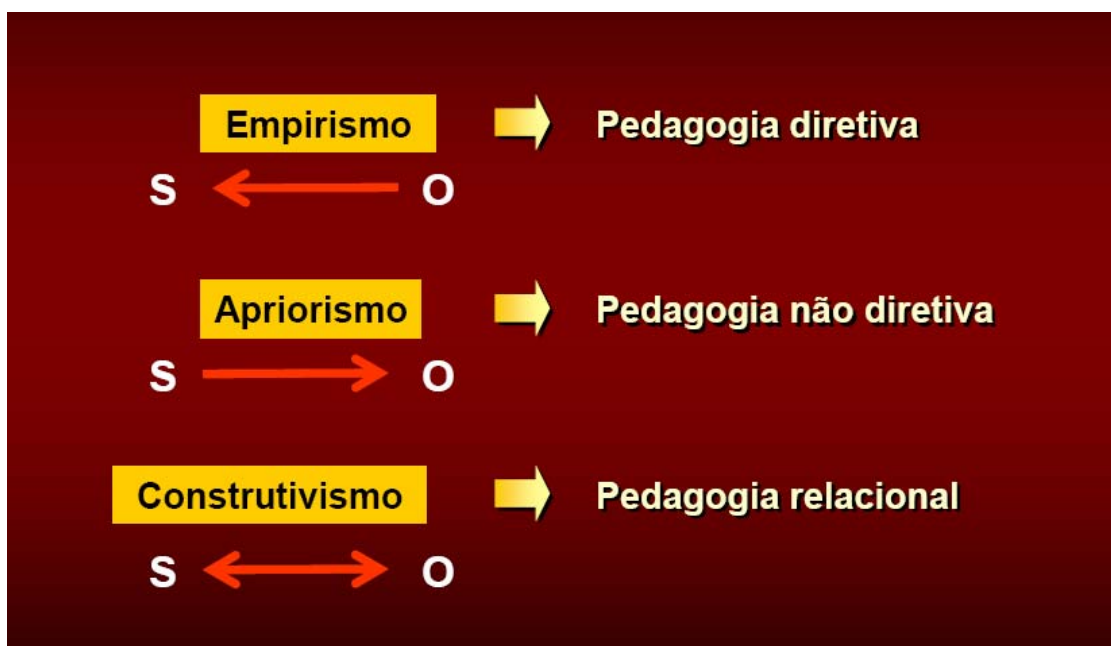 Empirismo Pedagogia diretiva
S O
Apriorismo Pedagogia não diretiva
S O
Construtivismo Pedagogia relacional
S O